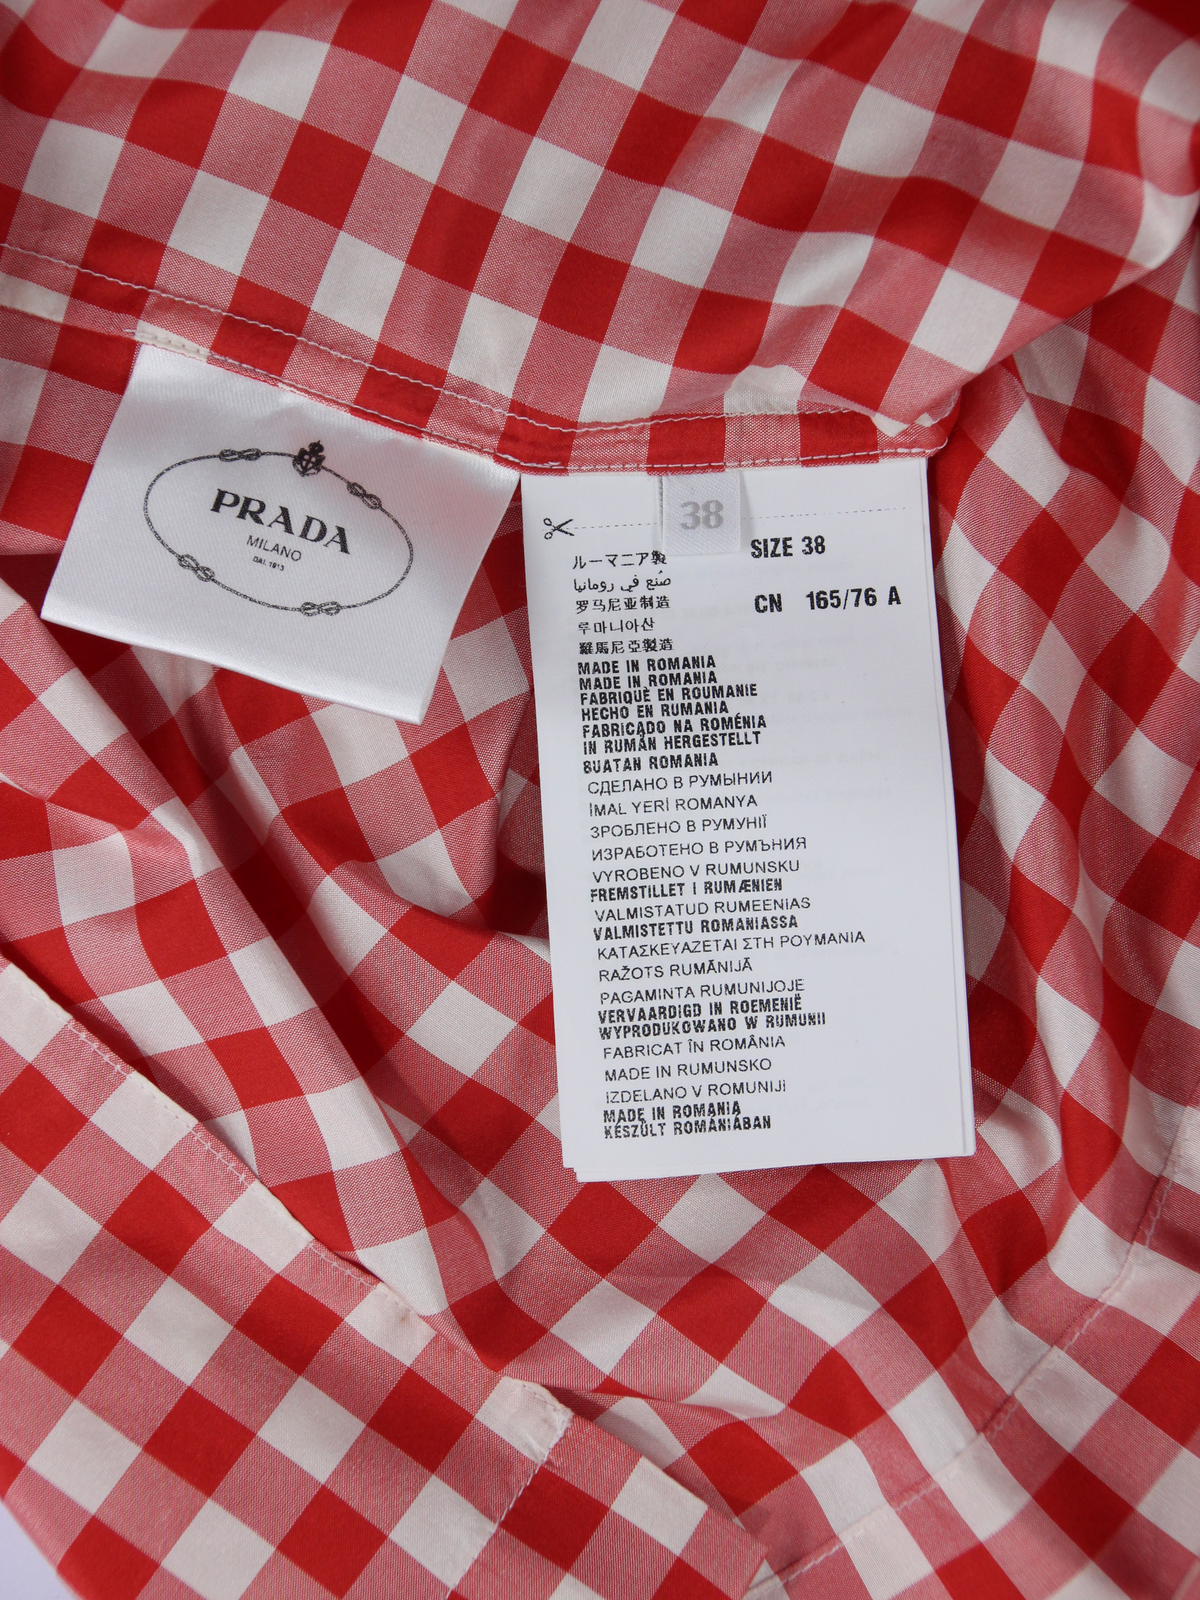 PRADA
MILANO
DAL 1913
38
SIZE 38
CN 165/76 A
ルーマニア製
صُنع في رومانيا
罗马尼亚制造
루마니아산
羅馬尼亞製造
MADE IN ROMANIA
MADE IN ROMANIA
FABRIQUÈ EN ROUMANIE
HECHO EN RUMANIA
FABRICADO NA ROMÉNIA
IN RUMÄN HERGESTELLT
BUATAN ROMANIA
СДЕЛАНО В РУМЫНИИ
İMAL YERİ ROMANYA
ЗРОБЛЕНО В РУМУНІЇ
ИЗРАБОТЕНО В РУМЪНИЯ
VYROBENO V RUMUNSKU
FREMSTILLET I RUMÆNIEN
VALMISTATUD RUMEENIAS
VALMISTETTU ROMANIASSA
ΚΑΤΑΣΚΕΥΑΖΕΤΑΙ ΣΤΗ ΡΟΥΜΑΝΙΑ
RAŽOTS RUMĀNIJĀ
PAGAMINTA RUMUNIJOJE
VERVAARDIGD IN ROEMENIË
WYPRODUKOWANO W RUMUNII
FABRICAT ÎN ROMÂNIA
MADE IN RUMUNSKO
IZDELANO V ROMUNIJI
MADE IN ROMANIA
KÉSZÜLT ROMÁNIÁBAN